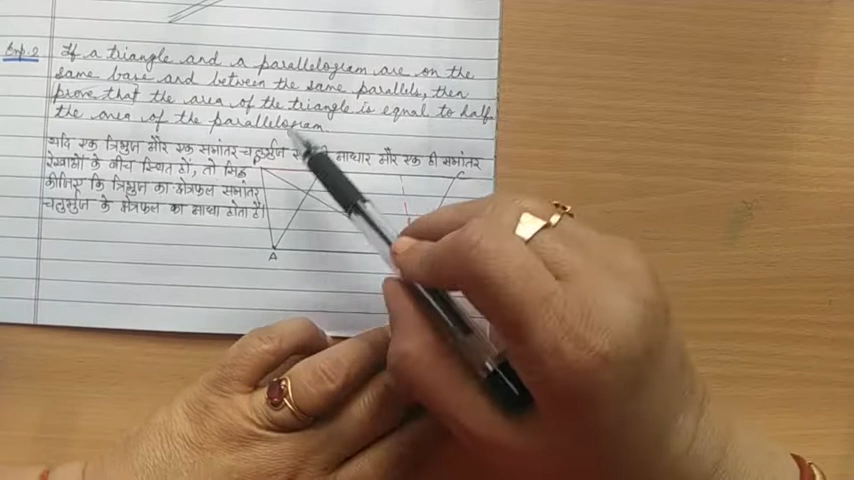 Exp.2 If a triangle and a parallelogram are on the
same base and between the same parallels, then
prove that the area of the triangle is equal to half
the area of the parallelogram.
यदि एक त्रिभुज और एक समांतर चतुर्भुज ही आधार और एक ही समांतर
रेखाओं के बीच स्थित हों, तो सिद्ध
कीजिए कि त्रिभुज का क्षेत्रफल समांतर
चतुर्भुज के क्षेत्रफल का आधा होता है।
P
C
A